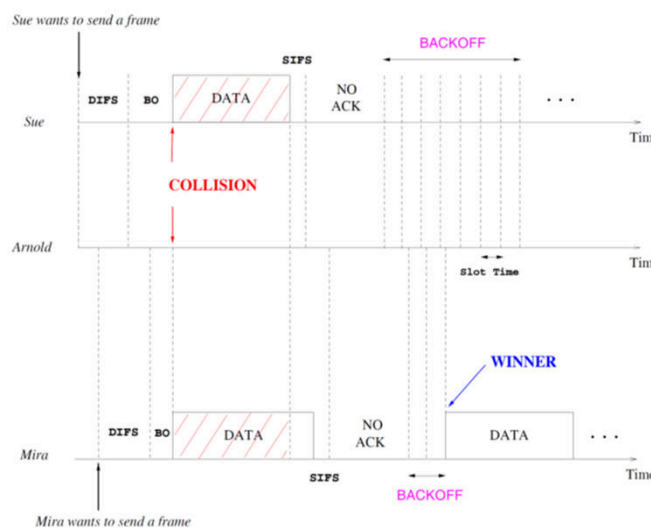 Sue wants to send a frame
BACKOFF
SIFS
DIFS
BO
DATA
NO
ACK
. . .
Sue
Tim
COLLISION
Arnold
Tim
Slot Time
WINNER
DIFS
BO
DATA
NO
ACK
DATA
. . .
Mira
Time
SIFS
BACKOFF
Mira wants to send a frame